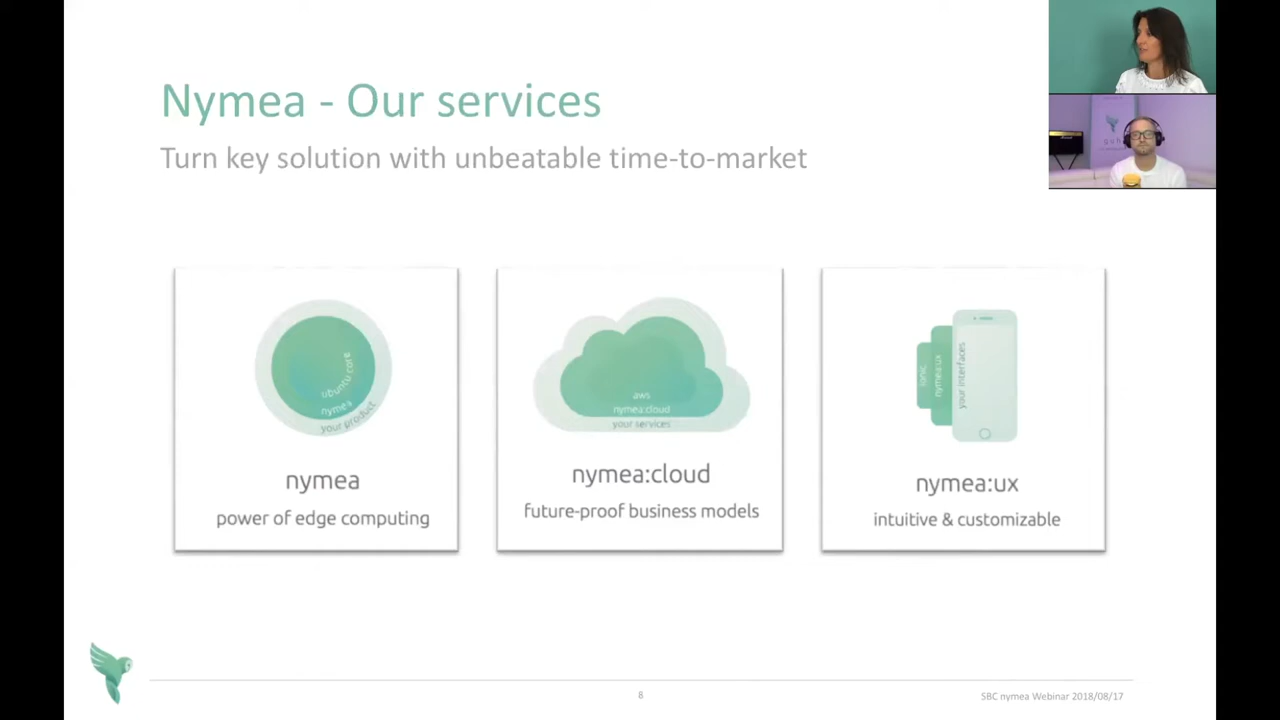 Nymea - Our services
Turn key solution with unbeatable time-to-market
ubuntu core
nymea
your product
nymea
power of edge computing
aws
nymea:cloud
your services
nymea:cloud
future-proof business models
ionic
nymea:ux
your interfaces
nymea:ux
intuitive & customizable
8
SBC nymea Webinar 2018/08/17